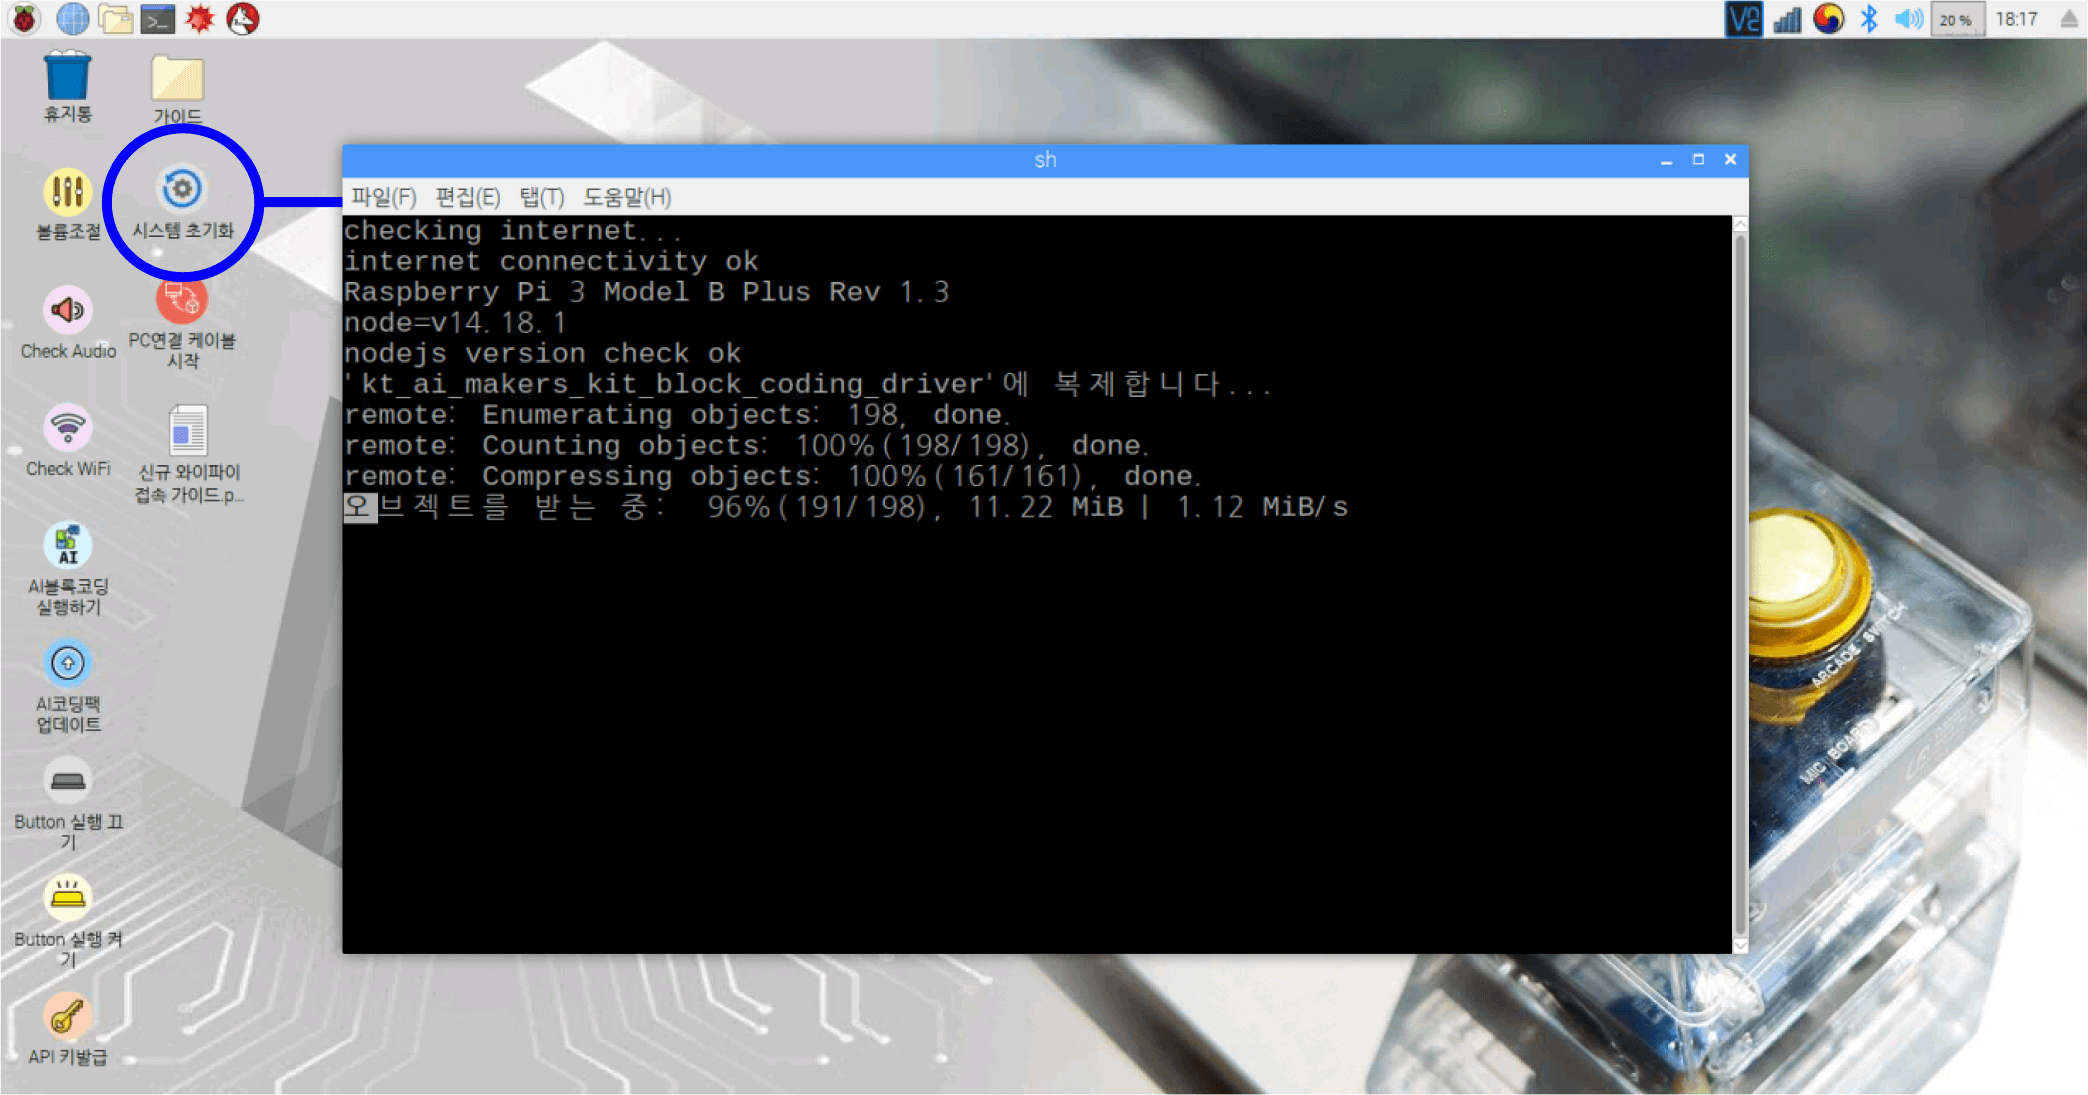 20 %
18:17
휴지통
가이드
볼륨조절
시스템 초기화
Check Audio
PC연결 케이블
시작
Check WiFi
신규 와이파이
접속 가이드.p...
AI
AI블록코딩
실행하기
AI코딩팩
업데이트
Button 실행 끄
기
Button 실행 켜
기
API 키발급
sh
파일(F) 편집(E) 탭(T) 도움말(H)
checking internet...
internet connectivity ok
Raspberry Pi 3 Model B Plus Rev 1.3
node=v14.18.1
nodejs version check ok
'kt_ai_makers_kit_block_coding_driver'에 복제합니다...
remote: Enumerating objects: 198, done.
remote: Counting objects: 100% (198/198), done.
remote: Compressing objects: 100% (161/161), done.
오브젝트를 받는 중: 96% (191/198), 11.22 MiB | 1.12 MiB/s
ARCADE SWITCH
MIC BOARD